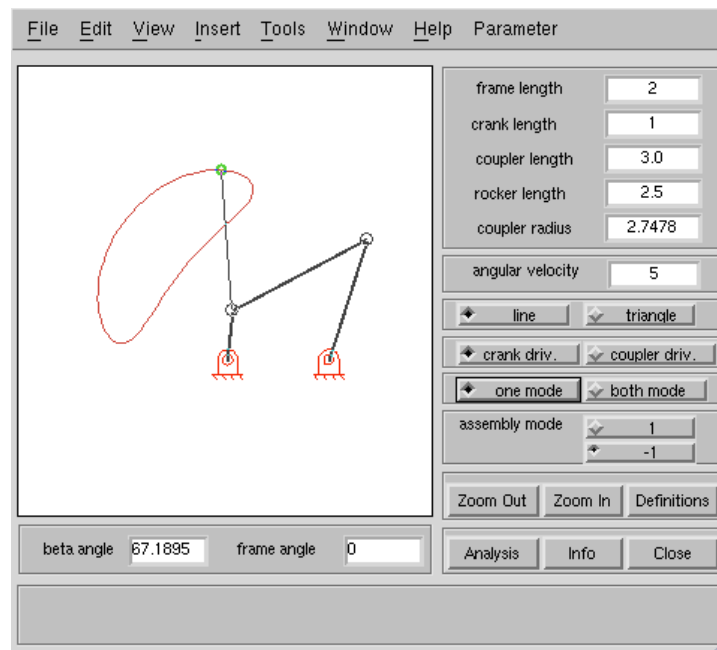 File Edit View Insert Tools Window Help Parameter
frame length 2
crank length 1
coupler length 3.0
rocker length 2.5
coupler radius 2.7478
angular velocity 5
line triangle
crank driv. coupler driv.
one mode both mode
assembly mode 1
-1
Zoom Out Zoom In Definitions
beta angle 67.1895 frame angle 0
Analysis Info Close